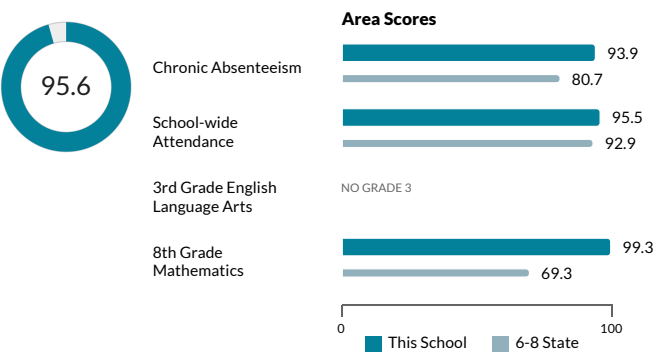 95.6
Area Scores
Chronic Absenteeism
93.9
80.7
School-wide
Attendance
95.5
92.9
3rd Grade English
Language Arts
NO GRADE 3
8th Grade
Mathematics
99.3
69.3
0 100
This School 6-8 State